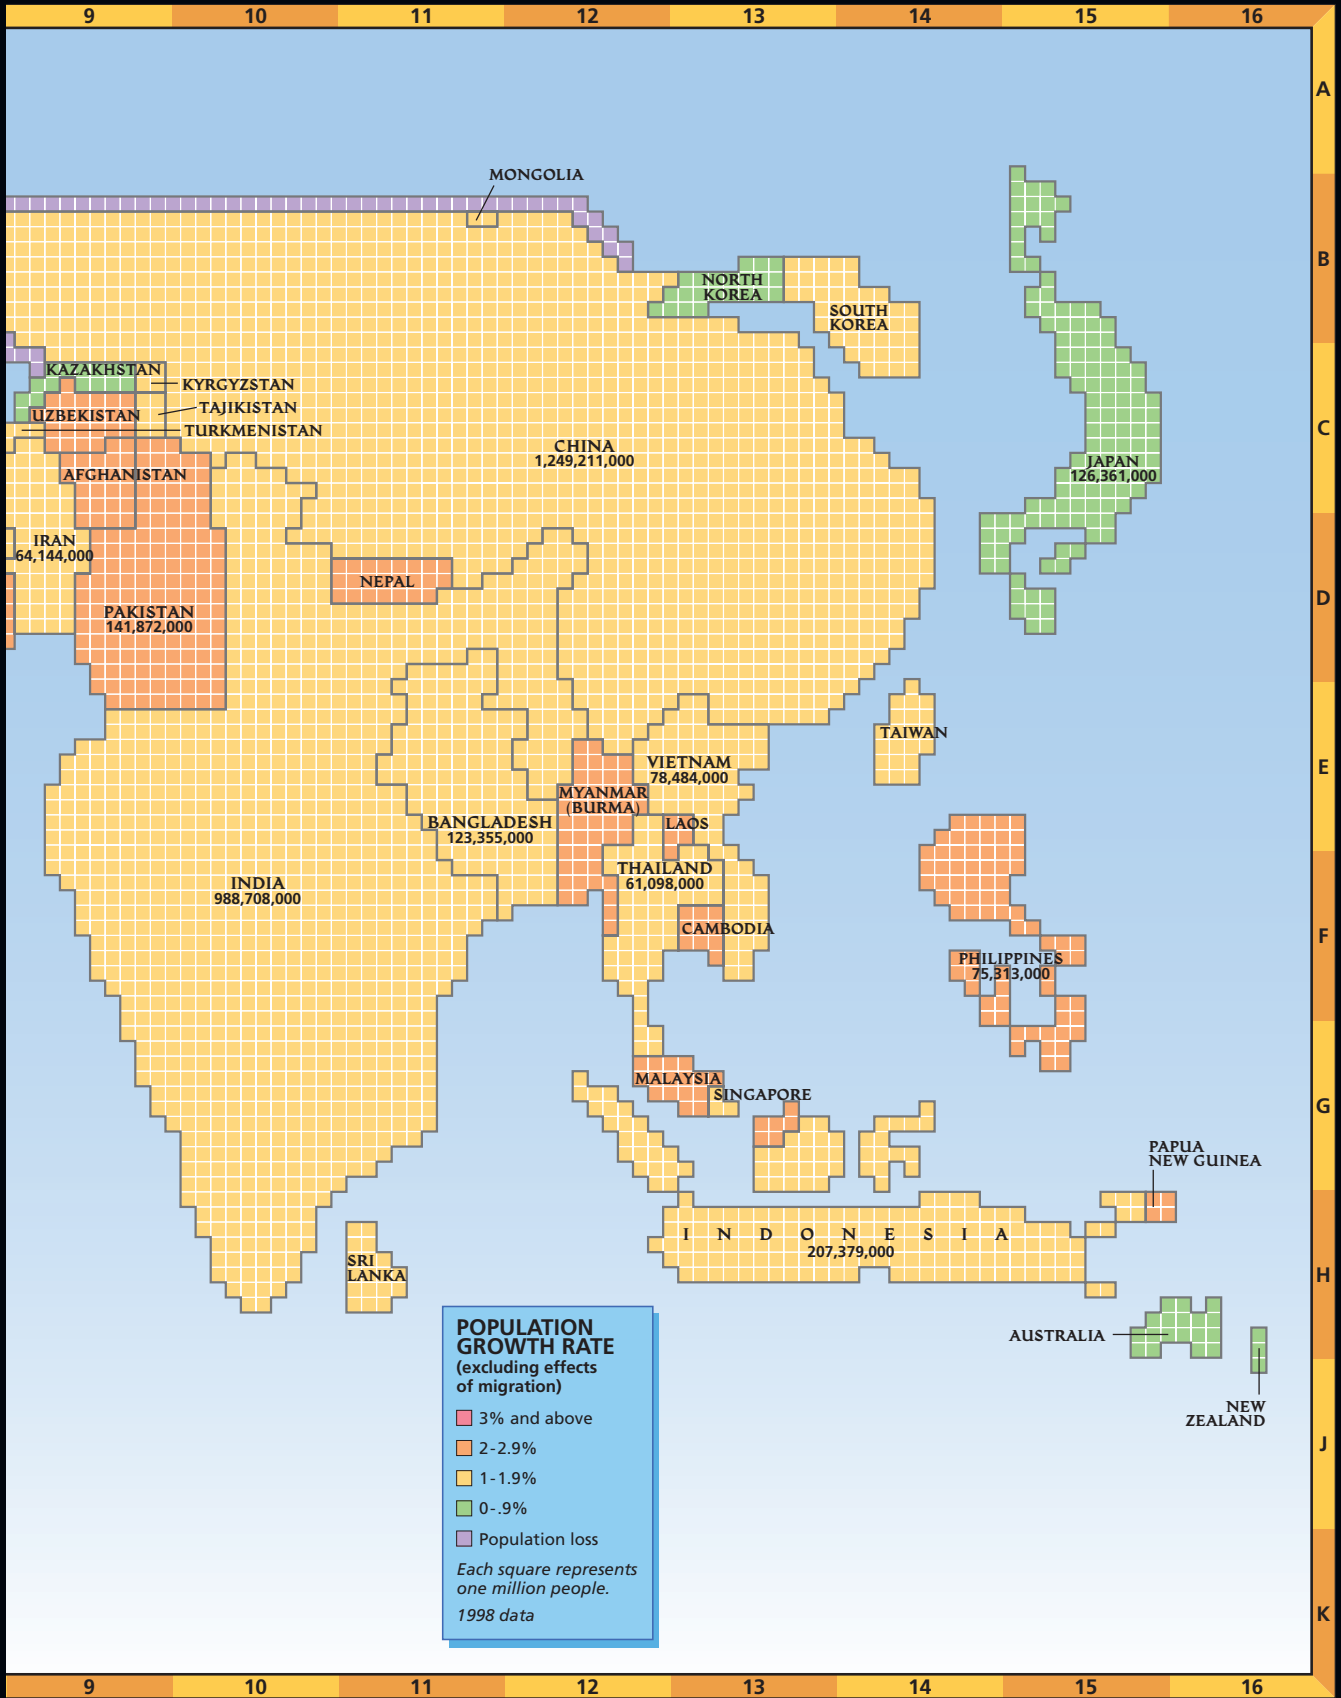 9 10 11 12 13 14 15 16
A
MONGOLIA
B
NORTH
KOREA
SOUTH
KOREA
KAZAKHSTAN
KYRGYZSTAN
TAJIKISTAN
UZBEKISTAN
TURKMENISTAN
C
CHINA
1,249,211,000
JAPAN
126,361,000
AFGHANISTAN
IRAN
64,144,000
NEPAL
D
PAKISTAN
141,872,000
TAIWAN
E
VIETNAM
78,484,000
MYANMAR
(BURMA)
BANGLADESH
123,355,000
LAOS
THAILAND
61,098,000
INDIA
988,708,000
CAMBODIA
F
PHILIPPINES
75,313,000
MALAYSIA
SINGAPORE
G
PAPUA
NEW GUINEA
INDONESIA
207,379,000
SRI
LANKA
H
AUSTRALIA
NEW
ZEALAND
J
POPULATION
GROWTH RATE
(excluding effects
of migration)
3% and above
2-2.9%
1-1.9%
0-.9%
Population loss
Each square represents
one million people.
1998 data
K
9 10 11 12 13 14 15 16